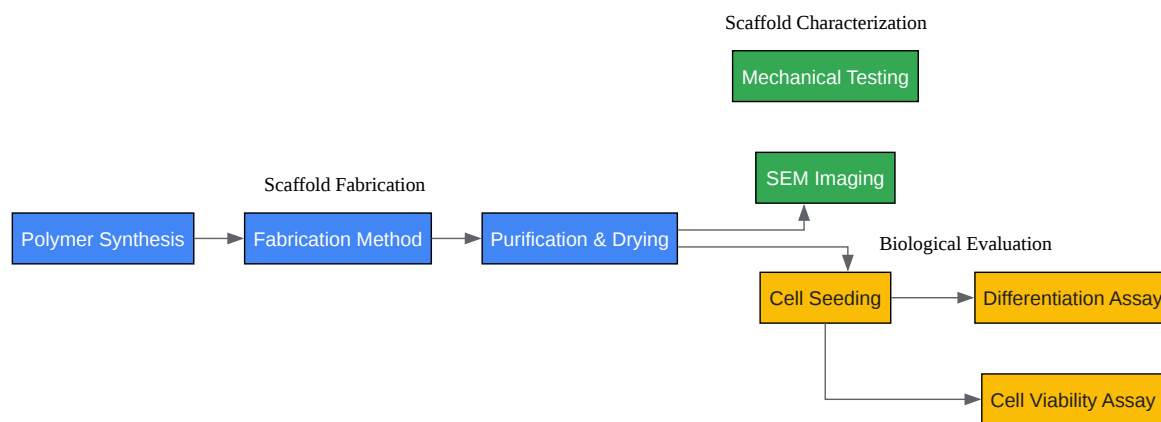 Scaffold Characterization
Mechanical Testing
SEM Imaging
Scaffold Fabrication
Polymer Synthesis
Fabrication Method
Purification & Drying
Biological Evaluation
Cell Seeding
Differentiation Assay
Cell Viability Assay